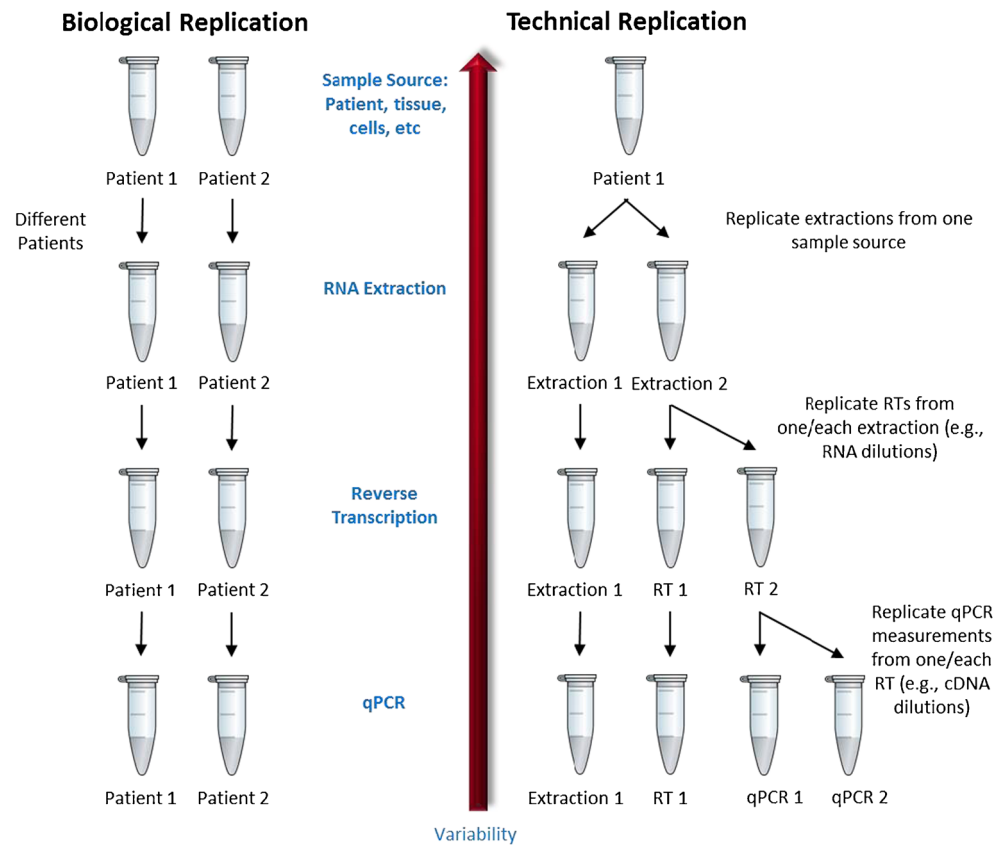 Biological Replication
Technical Replication
Sample Source:
Patient, tissue,
cells, etc
Patient 1
Patient 2
Patient 1
Different
Patients
Replicate extractions from one
sample source
RNA Extraction
Patient 1
Patient 2
Extraction 1
Extraction 2
Replicate RTs from
one/each extraction (e.g.,
RNA dilutions)
Reverse
Transcription
Patient 1
Patient 2
Extraction 1
RT 1
RT 2
Replicate qPCR
measurements
from one/each
RT (e.g., cDNA
dilutions)
qPCR
Patient 1
Patient 2
Extraction 1
RT 1
qPCR 1
qPCR 2
Variability